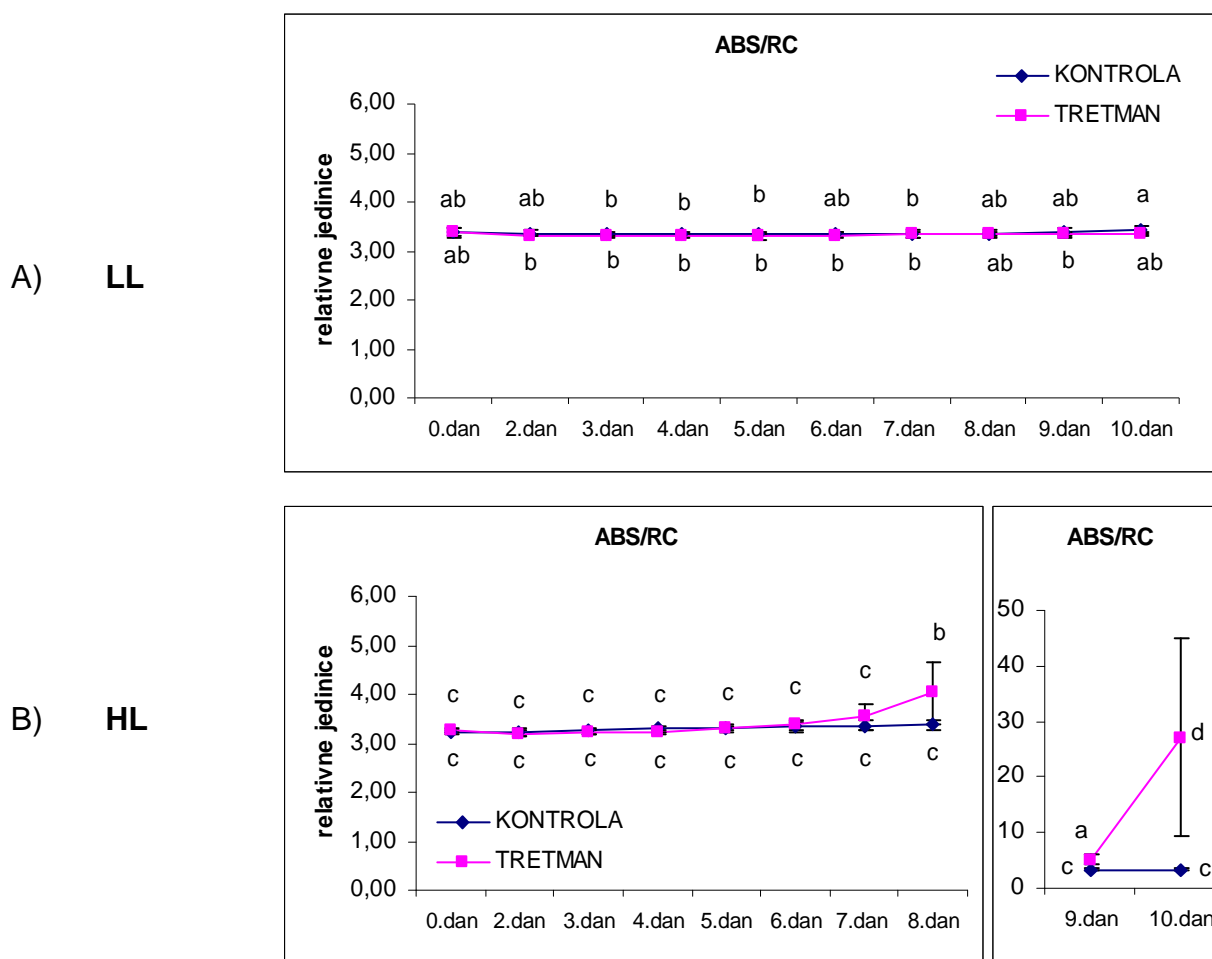 ABS/RC
KONTROLA
TRETMAN
6,00
5,00
4,00
3,00
2,00
1,00
0,00
relativne jedinice
ab ab b b b ab b ab ab a
ab b b b b b b ab b ab
0.dan 2.dan 3.dan 4.dan 5.dan 6.dan 7.dan 8.dan 9.dan 10.dan
A) LL
ABS/RC
6,00
5,00
4,00
3,00
2,00
1,00
0,00
relativne jedinice
c c c c c c c b
c c c c c c c c
KONTROLA
TRETMAN
0.dan 2.dan 3.dan 4.dan 5.dan 6.dan 7.dan 8.dan
B) HL
ABS/RC
50
40
30
20
10
0
a d
c c
9.dan 10.dan